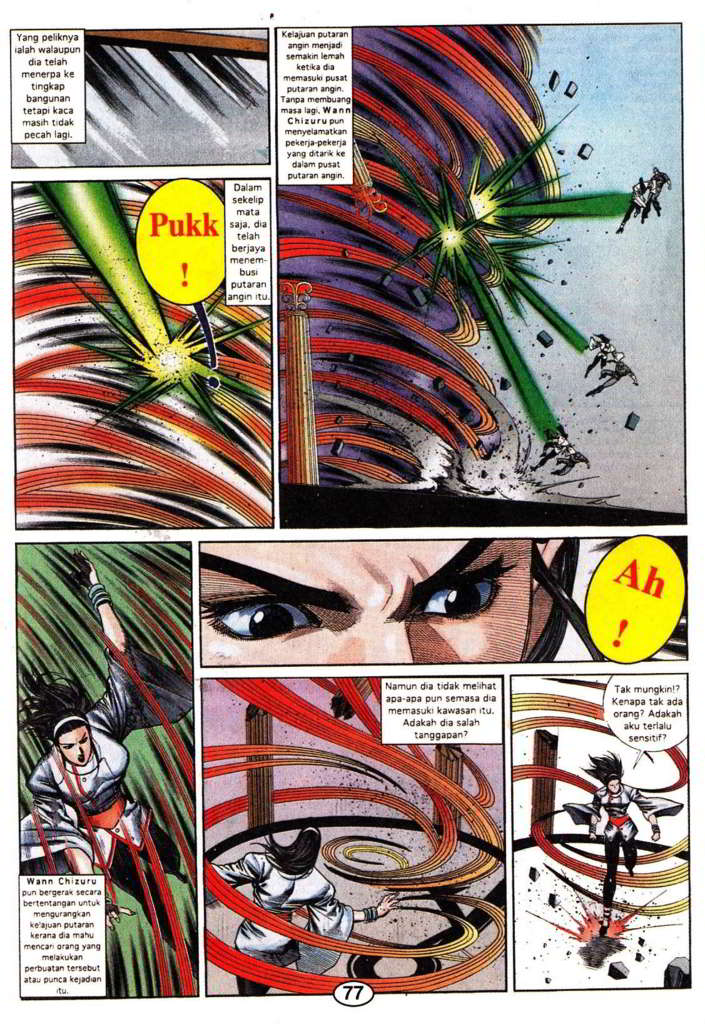 Yang peliknya
ialah walaupun
dia telah
menerpa ke
tingkap
bangunan
tetapi kaca
masih tidak
pecah lagi.
Kelajuan putaran
angin menjadi
semakin lemah
ketika dia
memasuki pusat
putaran angin.
Tanpa membuang
masa lagi, Wann
Chizuru pun
menyelamatkan
pekerja-pekerja
yang ditarik ke
dalam pusat
putaran angin.
Pukk
!
Dalam
sekelip
mata
saja, dia
telah
berjaya
menem-
busi
putaran
angin itu.
Wann Chizuru
pun bergerak secara
bertentangan untuk
mengurangkan
kelajuan putaran
kerana dia mahu
mencari orang yang
melakukan
perbuatan tersebut
atau punca kejadian
itu.
Ah
!
Namun dia tidak melihat
apa-apa pun semasa dia
memasuki kawasan itu.
Adakah dia salah
tanggapan?
Tak mungkin!?
Kenapa tak ada
orang? Adakah
aku terlalu
sensitif?
77